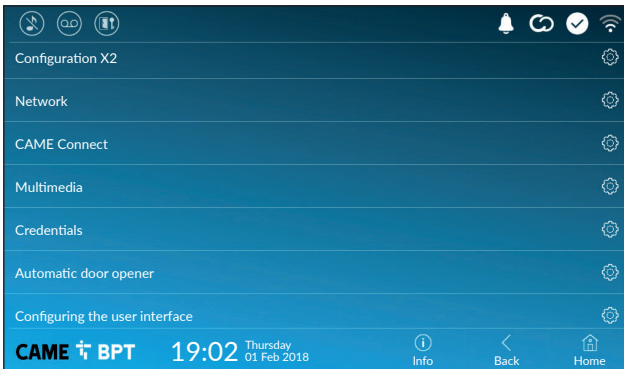 Configuration X2
Network
CAME Connect
Multimedia
Credentials
Automatic door opener
Configuring the user interface
CAME BPT 19:02 Thursday
01 Feb 2018
Info Back Home